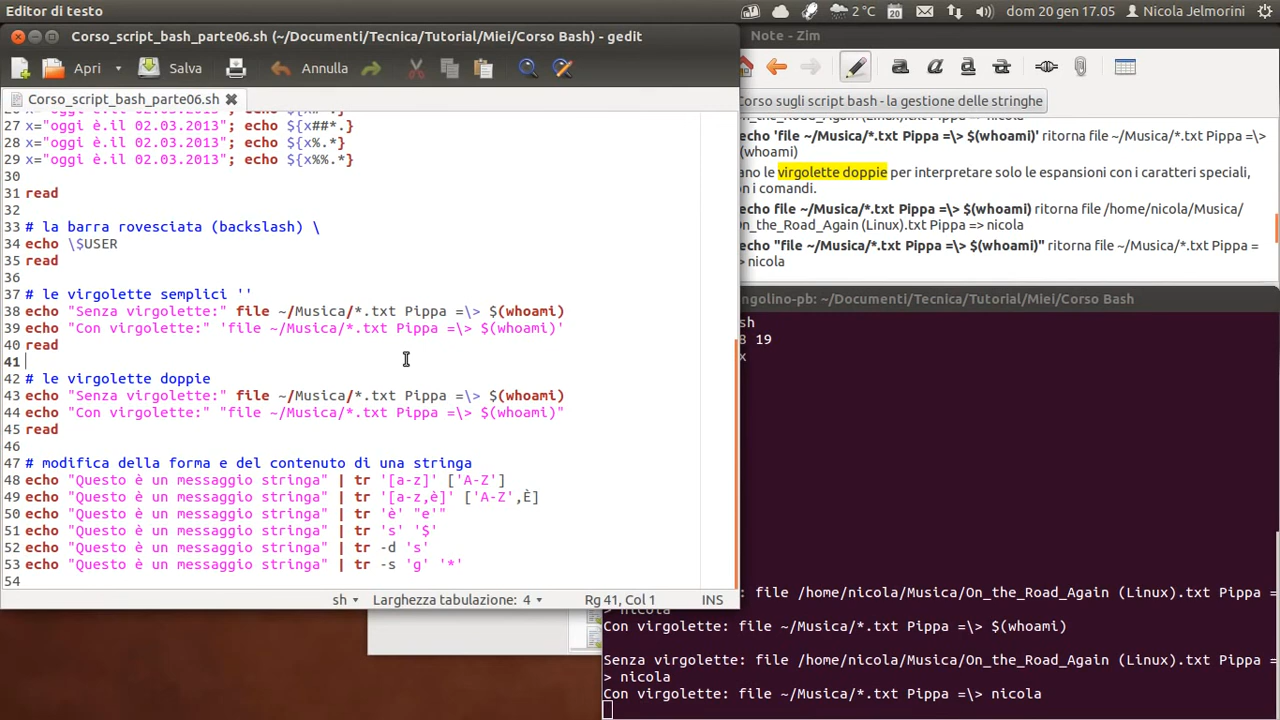 Editor di testo
2 °C
20
dom 20 gen 17.05
Nicola Jelmorini
Corso_script_bash_parte06.sh (~/Documenti/Tecnica/Tutorial/Miei/Corso Bash) - gedit
Apri
Salva
Annulla
Corso_script_bash_parte06.sh
27 x="oggi è.il 02.03.2013"; echo ${x##*.}
28 x="oggi è.il 02.03.2013"; echo ${x%.*}
29 x="oggi è.il 02.03.2013"; echo ${x%%.*}
30
31 read
32
33 # la barra rovesciata (backslash) \
34 echo \$USER
35 read
36
37 # le virgolette semplici ''
38 echo "Senza virgolette:" file ~/Musica/*.txt Pippa =\> $(whoami)
39 echo "Con virgolette:" 'file ~/Musica/*.txt Pippa =\> $(whoami)'
40 read
41
42 # le virgolette doppie
43 echo "Senza virgolette:" file ~/Musica/*.txt Pippa =\> $(whoami)
44 echo "Con virgolette:" "file ~/Musica/*.txt Pippa =\> $(whoami)"
45 read
46
47 # modifica della forma e del contenuto di una stringa
48 echo "Questo è un messaggio stringa" | tr '[a-z]' ['A-Z']
49 echo "Questo è un messaggio stringa" | tr '[a-z,è]' ['A-Z',È]
50 echo "Questo è un messaggio stringa" | tr 'è' "e'"
51 echo "Questo è un messaggio stringa" | tr 's' '$'
52 echo "Questo è un messaggio stringa" | tr -d 's'
53 echo "Questo è un messaggio stringa" | tr -s 'g' '*'
54
sh
Larghezza tabulazione: 4
Rg 41, Col 1
INS
Note - Zim
Corso sugli script bash - la gestione delle stringhe
On_the_Road_Again (Linux).txt Pippa => nicola
echo 'file ~/Musica/*.txt Pippa =\> $(whoami)' ritorna file ~/Musica/*.txt Pippa =\>
(whoami)
ano le virgolette doppie per interpretare solo le espansioni con i caratteri speciali,
on i comandi.
echo file ~/Musica/*.txt Pippa =\> $(whoami) ritorna file /home/nicola/Musica/
On_the_Road_Again (Linux).txt Pippa => nicola
echo "file ~/Musica/*.txt Pippa =\> $(whoami)" ritorna file ~/Musica/*.txt Pippa =
> nicola
ngolino-pb: ~/Documenti/Tecnica/Tutorial/Miei/Corso Bash
sh
3 19
x
: file /home/nicola/Musica/On_the_Road_Again (Linux).txt Pippa =
> nicola
Con virgolette: file ~/Musica/*.txt Pippa =\> $(whoami)
Senza virgolette: file /home/nicola/Musica/On_the_Road_Again (Linux).txt Pippa =
> nicola
Con virgolette: file ~/Musica/*.txt Pippa =\> nicola